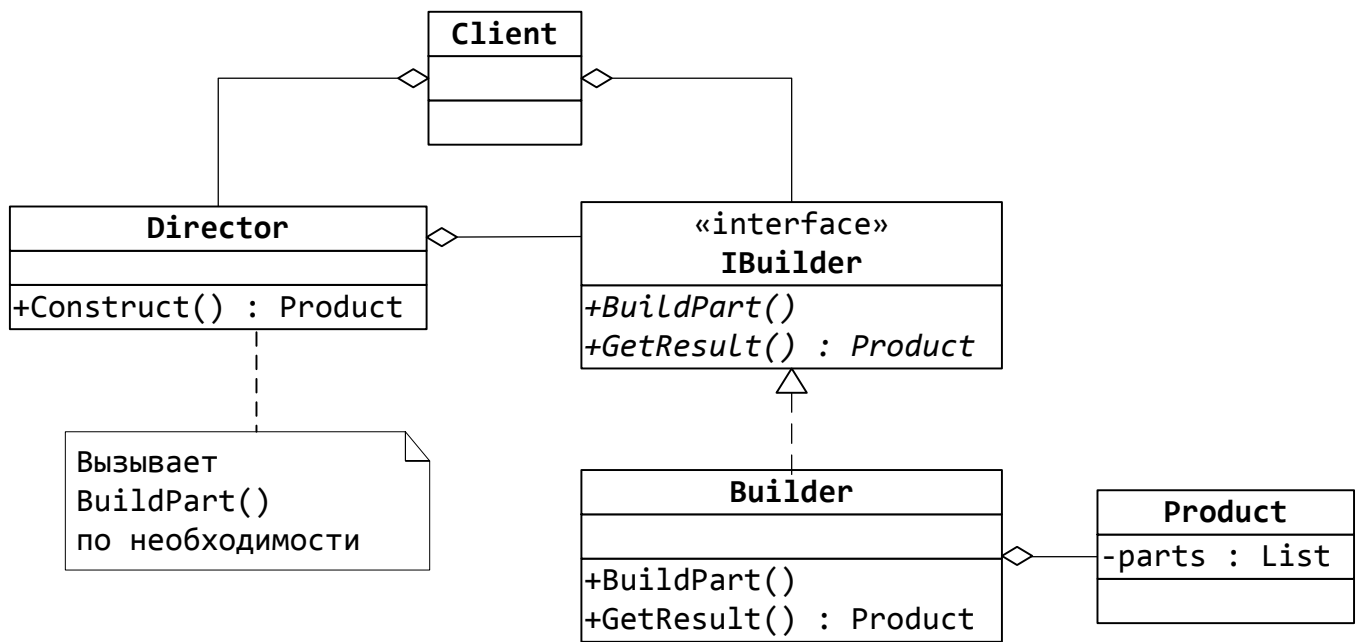 Client
Director
+Construct() : Product
«interface»
IBuilder
+BuildPart()
+GetResult() : Product
Вызывает
BuildPart()
по необходимости
Builder
+BuildPart()
+GetResult() : Product
Product
-parts : List